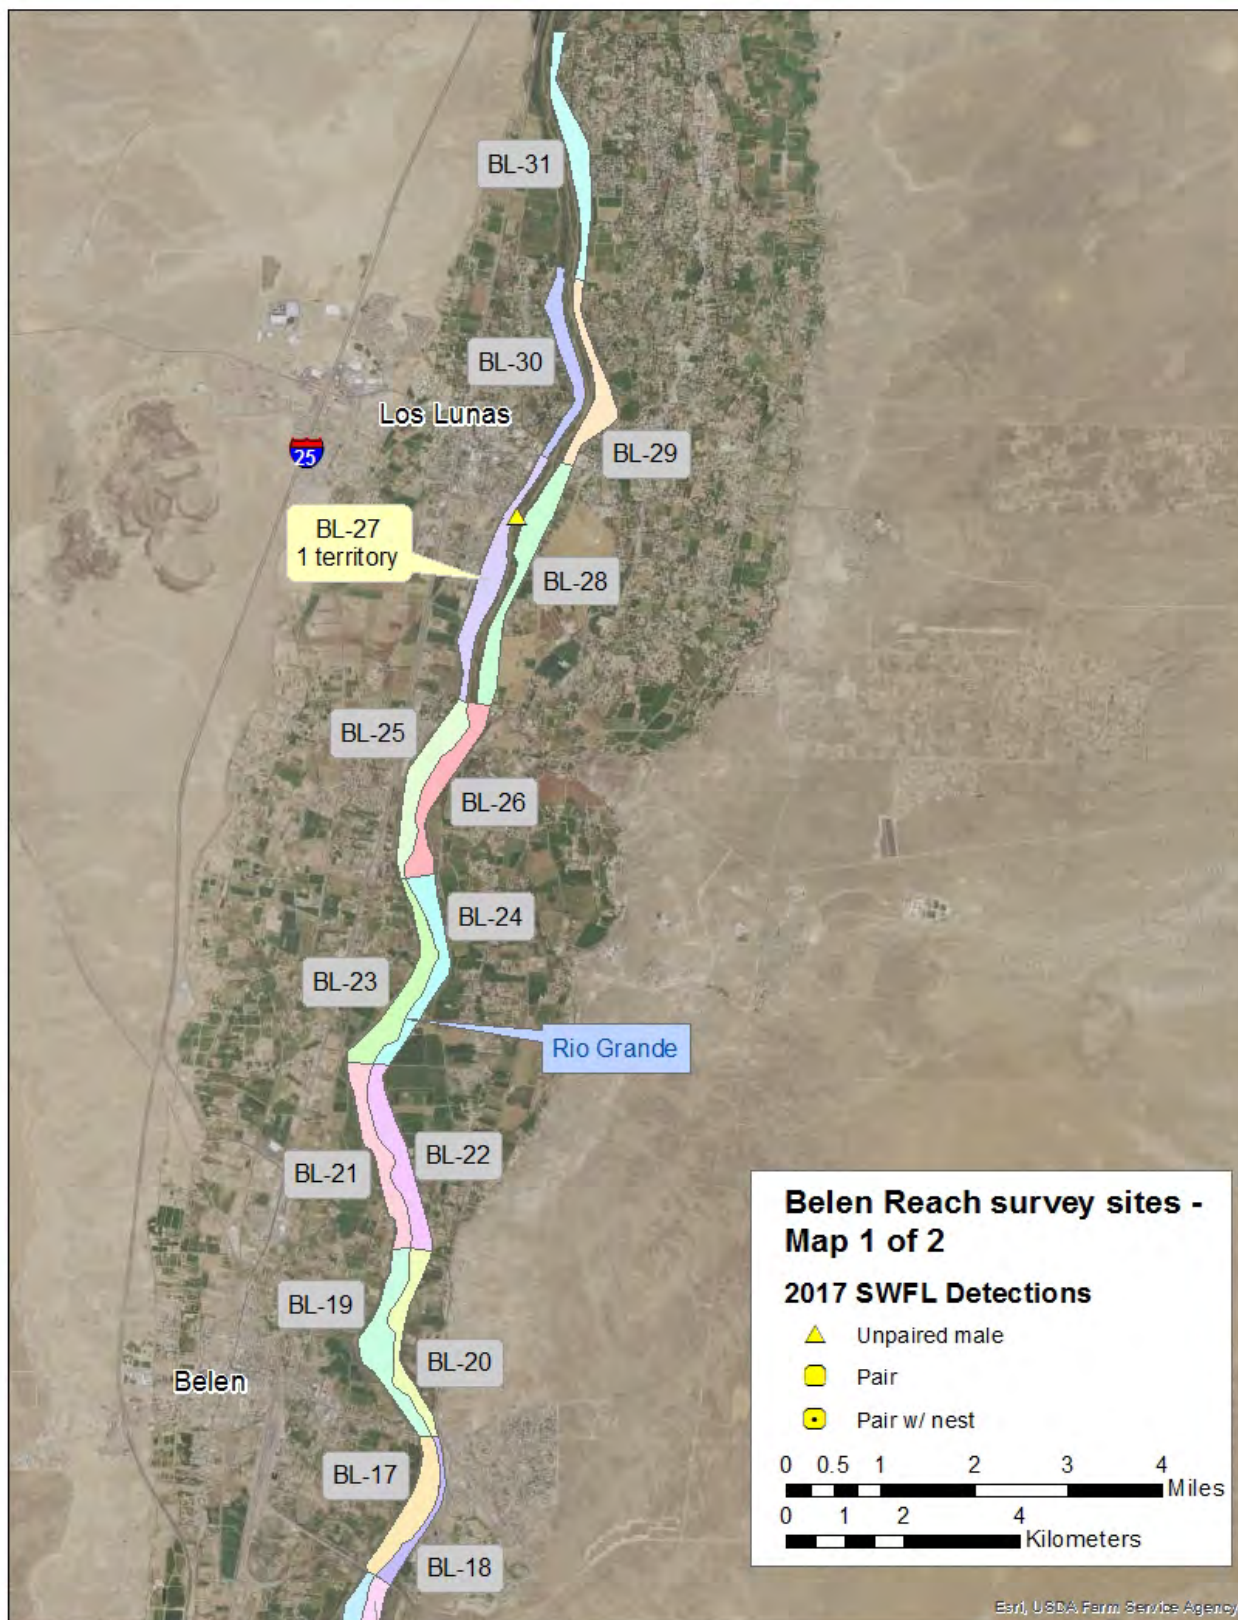 BL-31
BL-30
Los Lunas
25
BL-29
BL-27
1 territory
BL-28
BL-25
BL-26
BL-24
BL-23
Rio Grande
BL-22
BL-21
BL-19
BL-20
Belen
BL-17
BL-18
Belen Reach survey sites -
Map 1 of 2
2017 SWFL Detections
Unpaired male
Pair
Pair w/ nest
0 0.5 1 2 3 4
Miles
0 1 2 4
Kilometers
Esri, USDA Farm Service Agency